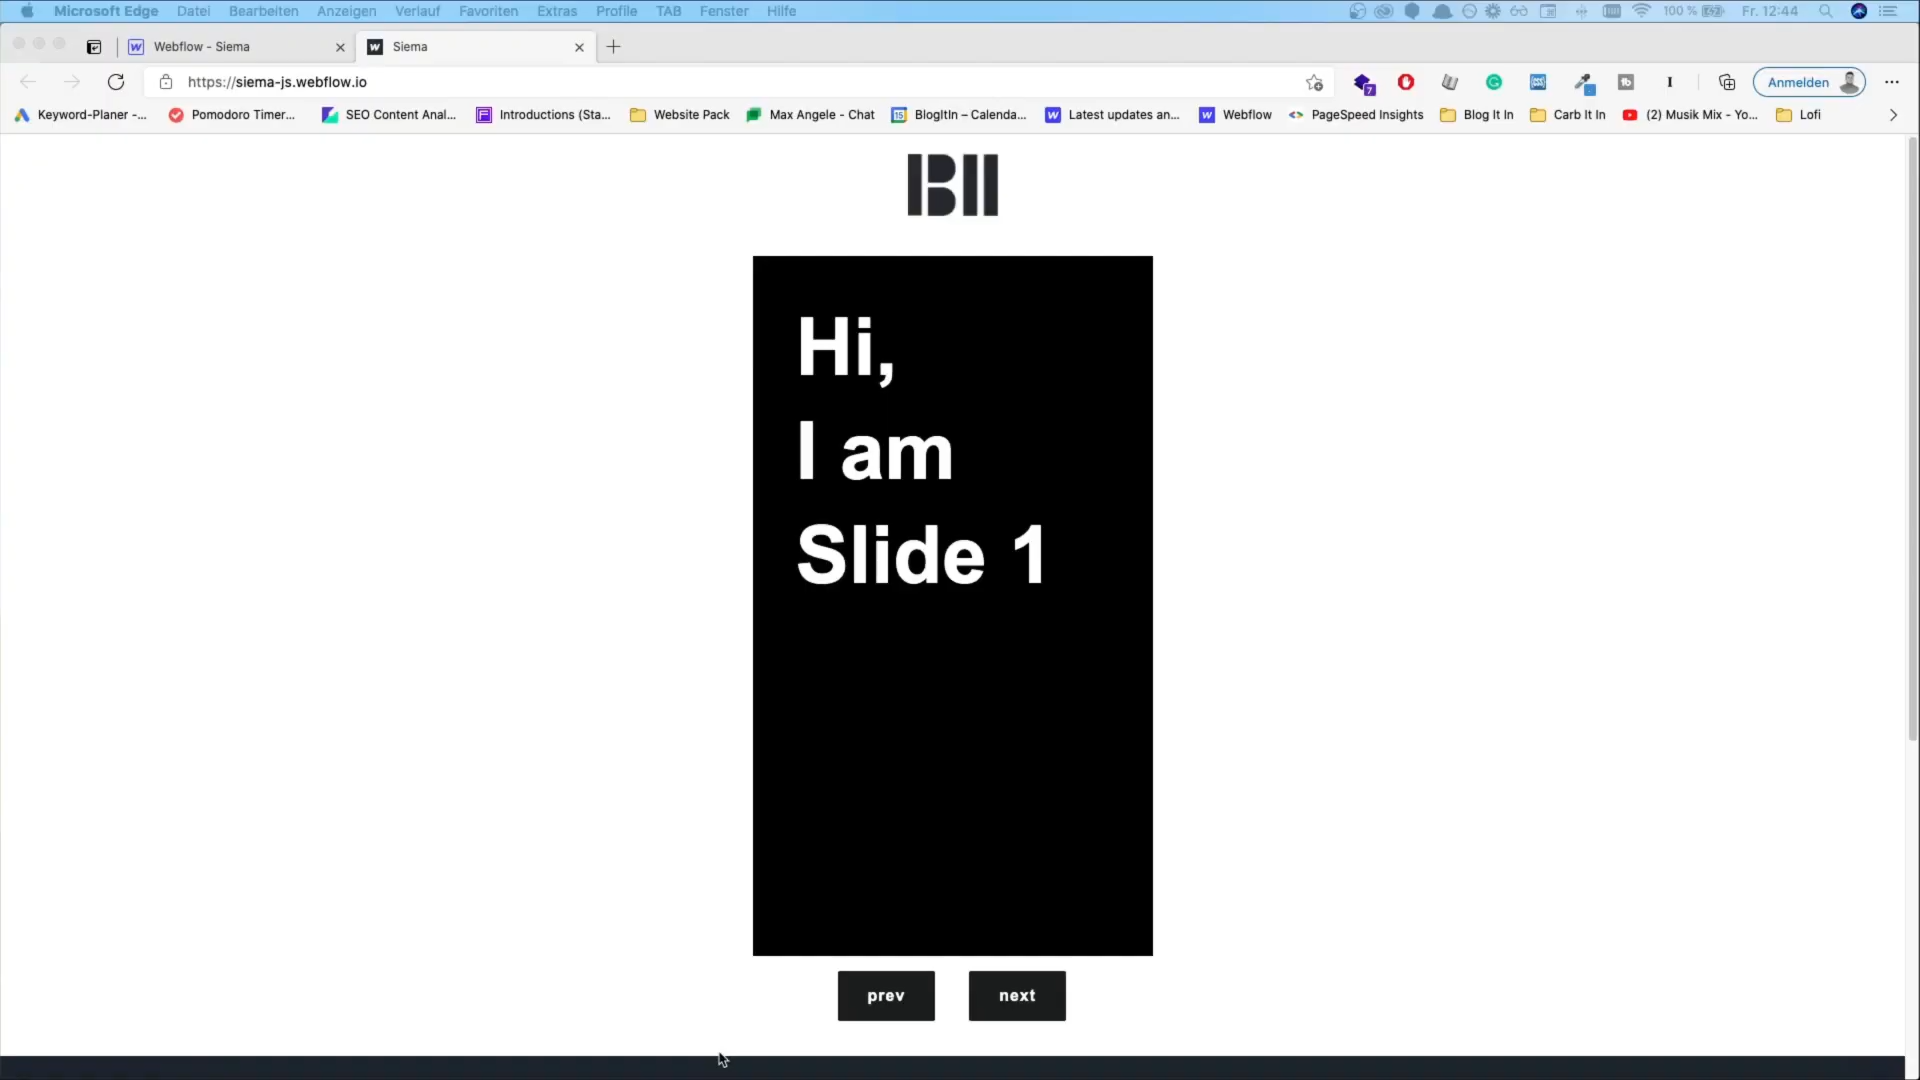 Microsoft Edge Datei Bearbeiten Anzeigen Verlauf Favoriten Extras Profile TAB Fenster Hilfe 100 % Fr. 12:44
Webflow - Siema Siema
https://siema-js.webflow.io 7 Anmelden
Keyword-Planer -... Pomodoro Timer... SEO Content Anal... Introductions (Sta... Website Pack Max Angele - Chat BlogItIn – Calenda... Latest updates an... Webflow PageSpeed Insights Blog It In Carb It In (2) Musik Mix - Yo... Lofi
BII
Hi,
I am
Slide 1
prev next